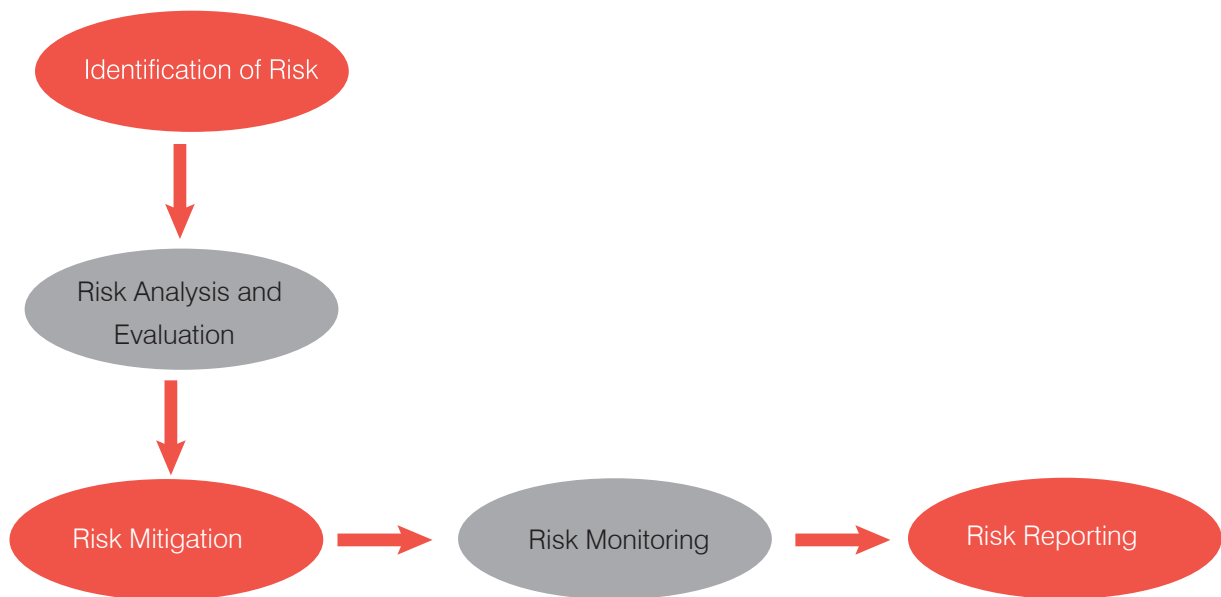 Identification of Risk
Risk Analysis and
Evaluation
Risk Mitigation
Risk Monitoring
Risk Reporting